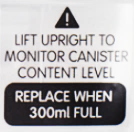 LIFT UPRIGHT TO
MONITOR CANISTER
CONTENT LEVEL
REPLACE WHEN
300ml FULL